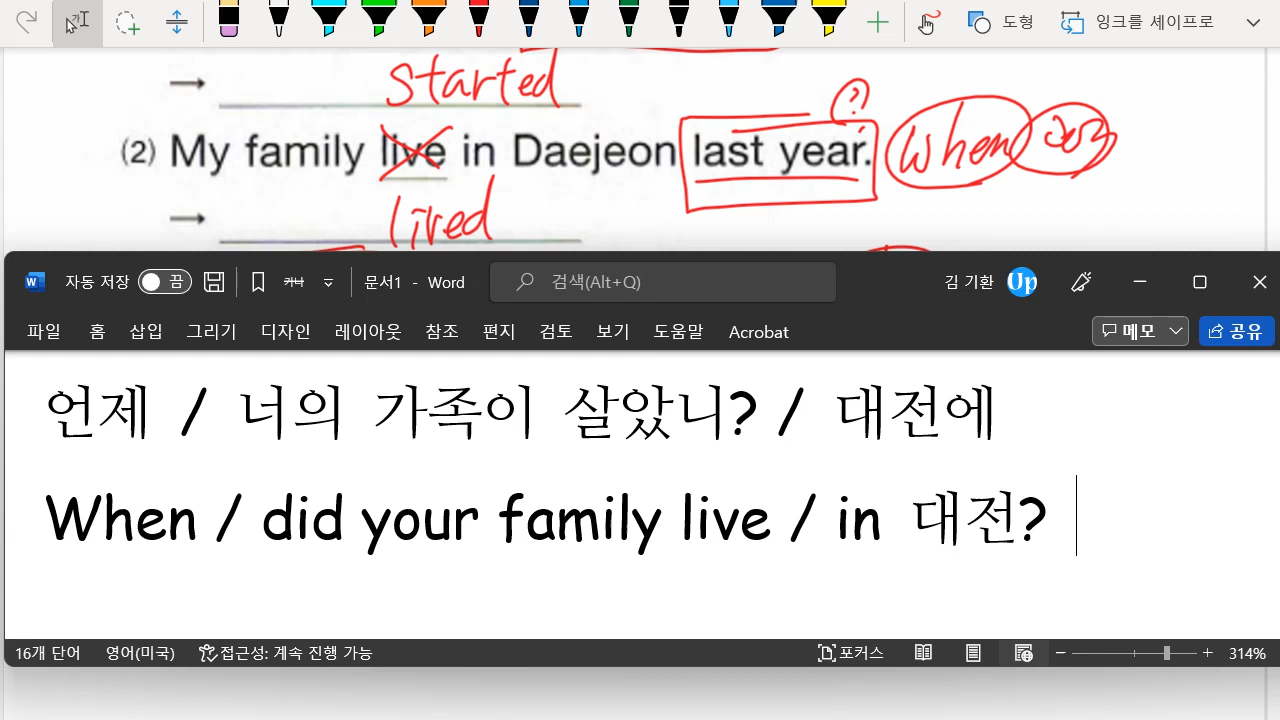 도형 잉크를 셰이프로
→ started
(2) My family live in Daejeon last year. ? When
→ lived
자동 저장 끔 가나 문서1 - Word 검색(Alt+Q) 김 기환 Up
파일 홈 삽입 그리기 디자인 레이아웃 참조 편지 검토 보기 도움말 Acrobat 메모 공유
언제 / 너의 가족이 살았니? / 대전에
When / did your family live / in 대전?
16개 단어 영어(미국) 접근성: 계속 진행 가능 포커스 314%